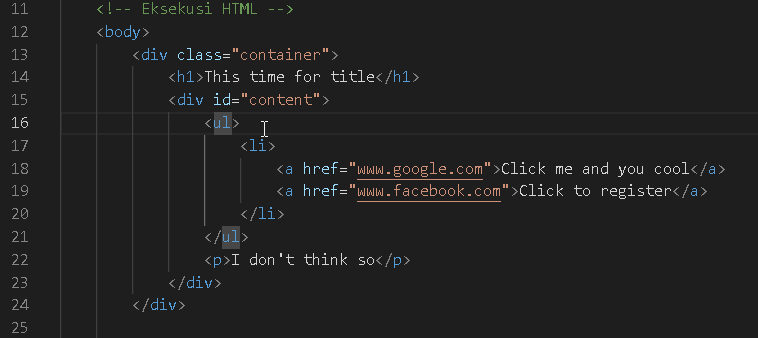 11 <!-- Eksekusi HTML -->
12 <body>
13 <div class="container">
14 <h1>This time for title</h1>
15 <div id="content">
16 <ul>
17 <li>
18 <a href="www.google.com">Click me and you cool</a>
19 <a href="www.facebook.com">Click to register</a>
20 </li>
21 </ul>
22 <p>I don't think so</p>
23 </div>
24 </div>
25